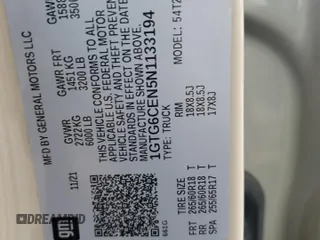 MFD BY GENERAL MOTORS LLC
11/21
GVWR
2722 KG
6000 LB
GAWR FRT
1451 KG
3200 LB
GAWR
1588
3500
THIS VEHICLE CONFORMS TO ALL
APPLICABLE U.S. FEDERAL MOTOR
VEHICLE SAFETY AND THEFT PREVENTION
STANDARDS IN EFFECT ON THE DATE OF
MANUFACTURE SHOWN ABOVE.
1GTG6CEN5N1133194
TYPE: TRUCK
MODEL:
TIRE SIZE
RIM
FRT 265/60R18 T
18X8.5J
RR 265/60R18 T
18X8.5J
SPA 255/65R17 T
17X8J
gm
DREAMBID